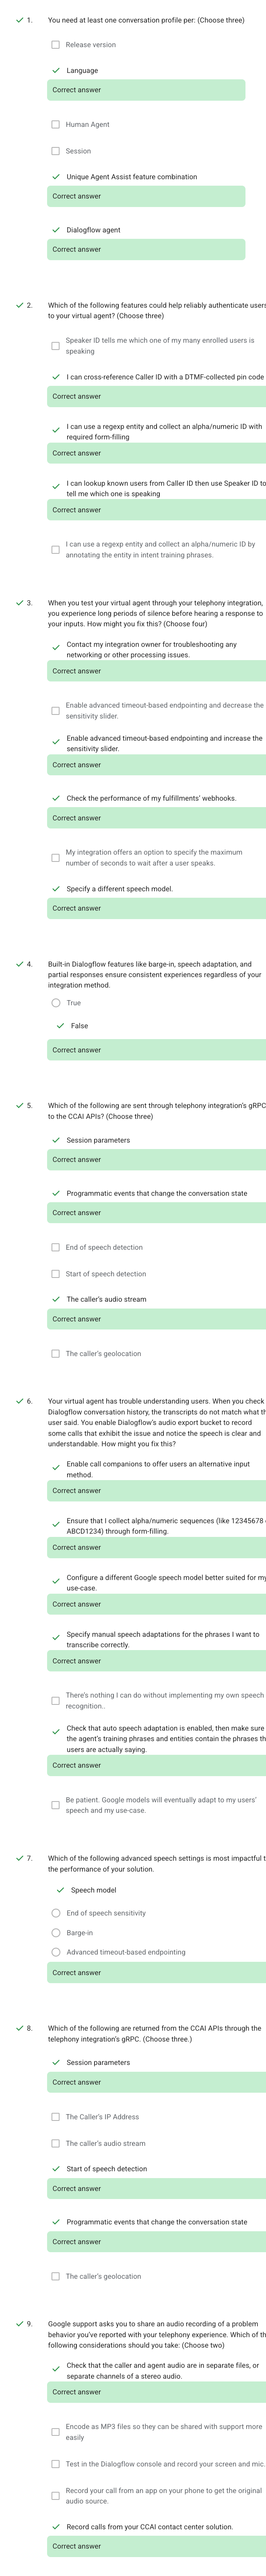 1. You need at least one conversation profile per: (Choose three)
Release version
Language
Correct answer
Human Agent
Session
Unique Agent Assist feature combination
Correct answer
Dialogflow agent
Correct answer
2. Which of the following features could help reliably authenticate users
to your virtual agent? (Choose three)
Speaker ID tells me which one of my many enrolled users is
speaking
I can cross-reference Caller ID with a DTMF-collected pin code
Correct answer
I can use a regexp entity and collect an alpha/numeric ID with
required form-filling
Correct answer
I can lookup known users from Caller ID then use Speaker ID to
tell me which one is speaking
Correct answer
I can use a regexp entity and collect an alpha/numeric ID by
annotating the entity in intent training phrases.
3. When you test your virtual agent through your telephony integration,
you experience long periods of silence before hearing a response to
your inputs. How might you fix this? (Choose four)
Contact my integration owner for troubleshooting any
networking or other processing issues.
Correct answer
Enable advanced timeout-based endpointing and decrease the
sensitivity slider.
Enable advanced timeout-based endpointing and increase the
sensitivity slider.
Correct answer
Check the performance of my fulfillments' webhooks.
Correct answer
My integration offers an option to specify the maximum
number of seconds to wait after a user speaks.
Specify a different speech model.
Correct answer
4. Built-in Dialogflow features like barge-in, speech adaptation, and
partial responses ensure consistent experiences regardless of your
integration method.
True
False
Correct answer
5. Which of the following are sent through telephony integration's gRPC
to the CCAI APIs? (Choose three)
Session parameters
Correct answer
Programmatic events that change the conversation state
Correct answer
End of speech detection
Start of speech detection
The caller's audio stream
Correct answer
The caller's geolocation
6. Your virtual agent has trouble understanding users. When you check
Dialogflow conversation history, the transcripts do not match what th
user said. You enable Dialogflow's audio export bucket to record
some calls that exhibit the issue and notice the speech is clear and
understandable. How might you fix this?
Enable call companions to offer users an alternative input
method.
Correct answer
Ensure that I collect alpha/numeric sequences (like 12345678
ABCD1234) through form-filling.
Correct answer
Configure a different Google speech model better suited for my
use-case.
Correct answer
Specify manual speech adaptations for the phrases I want to
transcribe correctly.
Correct answer
There's nothing I can do without implementing my own speech
recognition..
Check that auto speech adaptation is enabled, then make sure
the agent's training phrases and entities contain the phrases th
users are actually saying.
Correct answer
Be patient. Google models will eventually adapt to my users'
speech and my use-case.
7. Which of the following advanced speech settings is most impactful t
the performance of your solution.
Speech model
End of speech sensitivity
Barge-in
Advanced timeout-based endpointing
Correct answer
8. Which of the following are returned from the CCAI APIs through the
telephony integration's gRPC. (Choose three.)
Session parameters
Correct answer
The Caller's IP Address
The caller's audio stream
Start of speech detection
Correct answer
Programmatic events that change the conversation state
Correct answer
The caller's geolocation
9. Google support asks you to share an audio recording of a problem
behavior you've reported with your telephony experience. Which of th
following considerations should you take: (Choose two)
Check that the caller and agent audio are in separate files, or
separate channels of a stereo audio.
Correct answer
Encode as MP3 files so they can be shared with support more
easily
Test in the Dialogflow console and record your screen and mic.
Record your call from an app on your phone to get the original
audio source.
Record calls from your CCAI contact center solution.
Correct answer